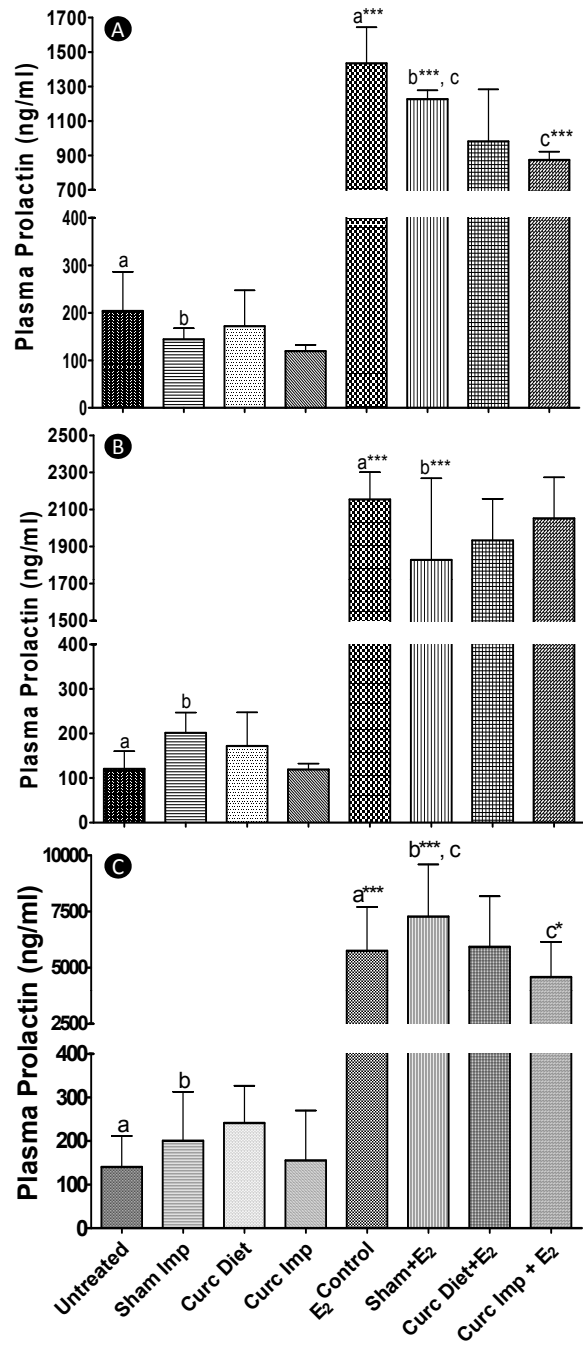 A
Plasma Prolactin (ng/ml)
1700
1500
1300
1100
900
700
400
300
200
100
0
a
b
a***
b***, c
c***
B
Plasma Prolactin (ng/ml)
2500
2300
2100
1900
1700
1500
400
300
200
100
0
a
b
a***
b***
C
Plasma Prolactin (ng/ml)
10000
7500
5000
2500
400
300
200
100
0
a
b
a***
b***, c
c*
Untreated
Sham Imp
Curc Diet
Curc Imp
E₂ Control
Sham+E₂
Curc Diet+E₂
Curc Imp + E₂